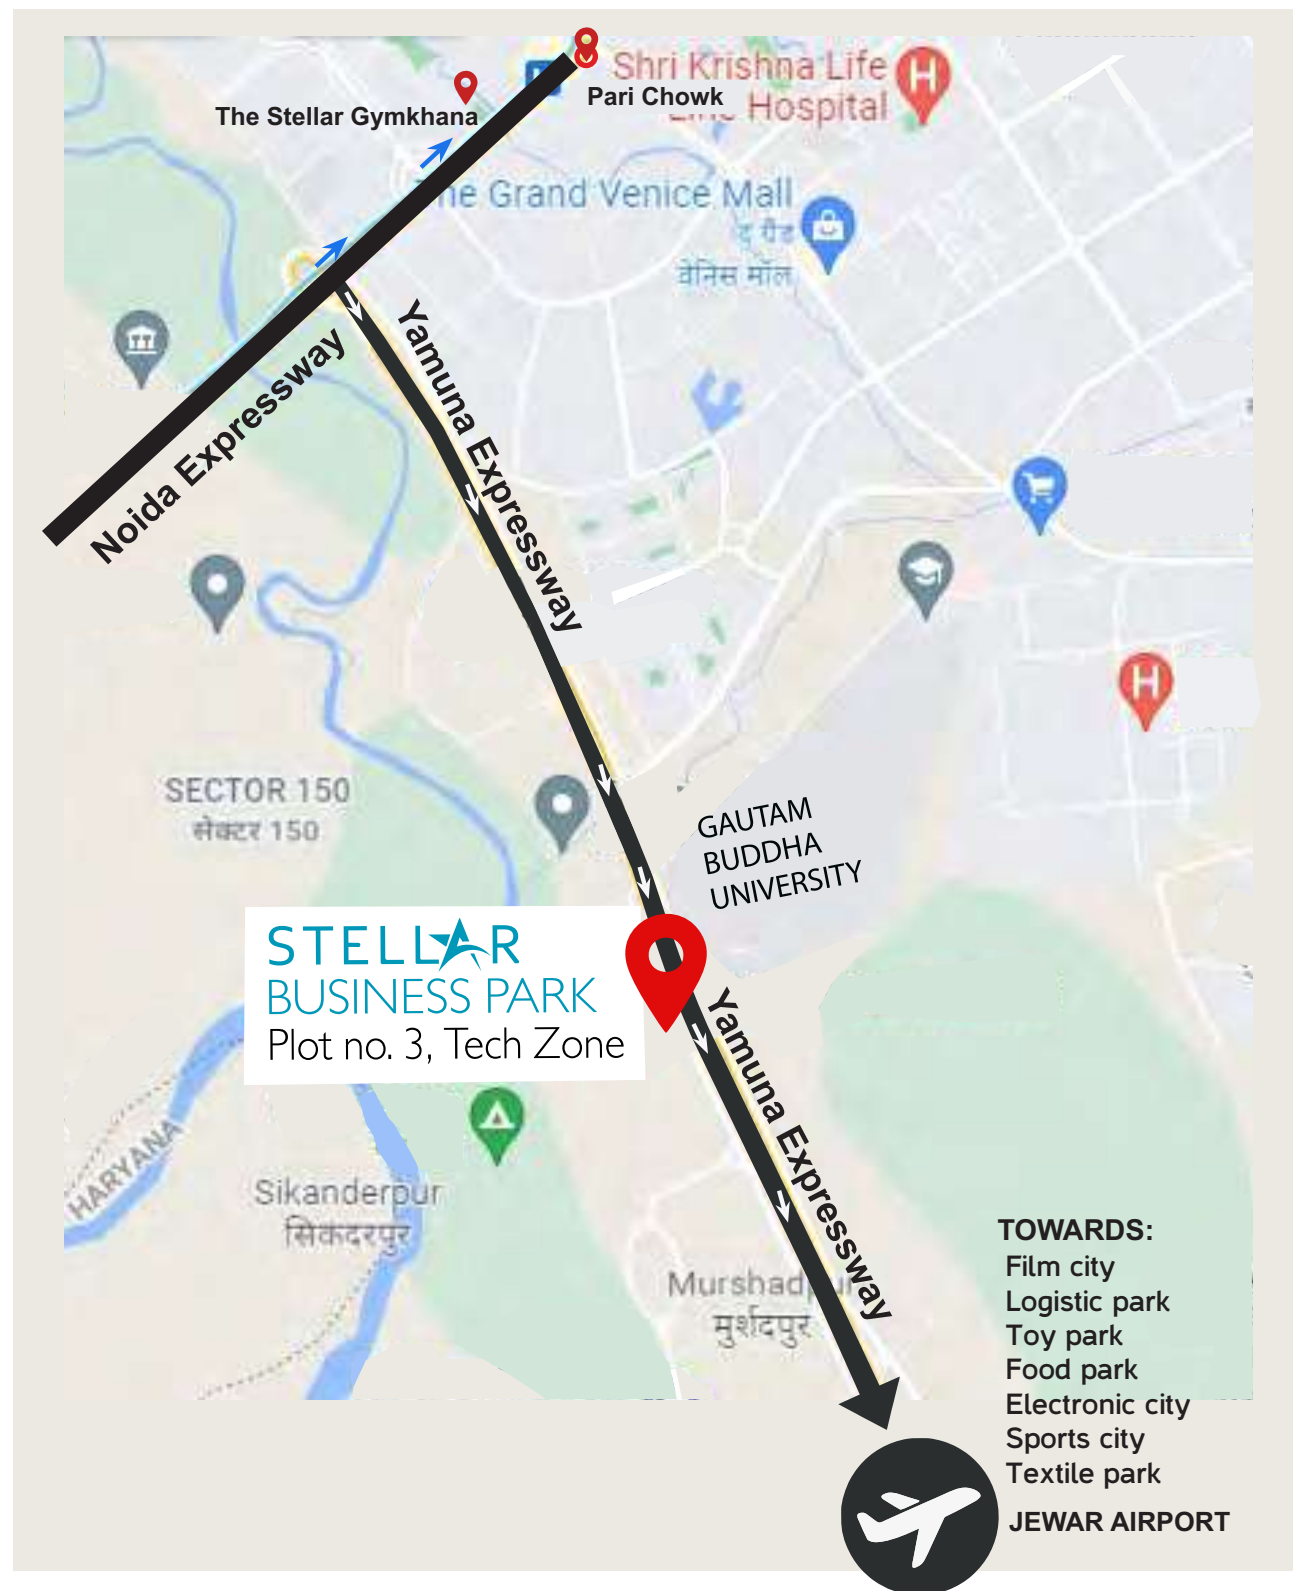 Shri Krishna Life
Pari Chowk
Line Hospital
The Stellar Gymkhana
The Grand Venice Mall
द ग्रैंड
वेनिस मॉल
Noida Expressway
Yamuna Expressway
SECTOR 150
सेक्टर 150
GAUTAM
BUDDHA
UNIVERSITY
STELLAR
BUSINESS PARK
Plot no. 3, Tech Zone
Yamuna Expressway
HARYANA
Sikanderpur
सिकंदरपुर
Murshadpur
मुर्शदपुर
TOWARDS:
Film city
Logistic park
Toy park
Food park
Electronic city
Sports city
Textile park
JEWAR AIRPORT
H
H